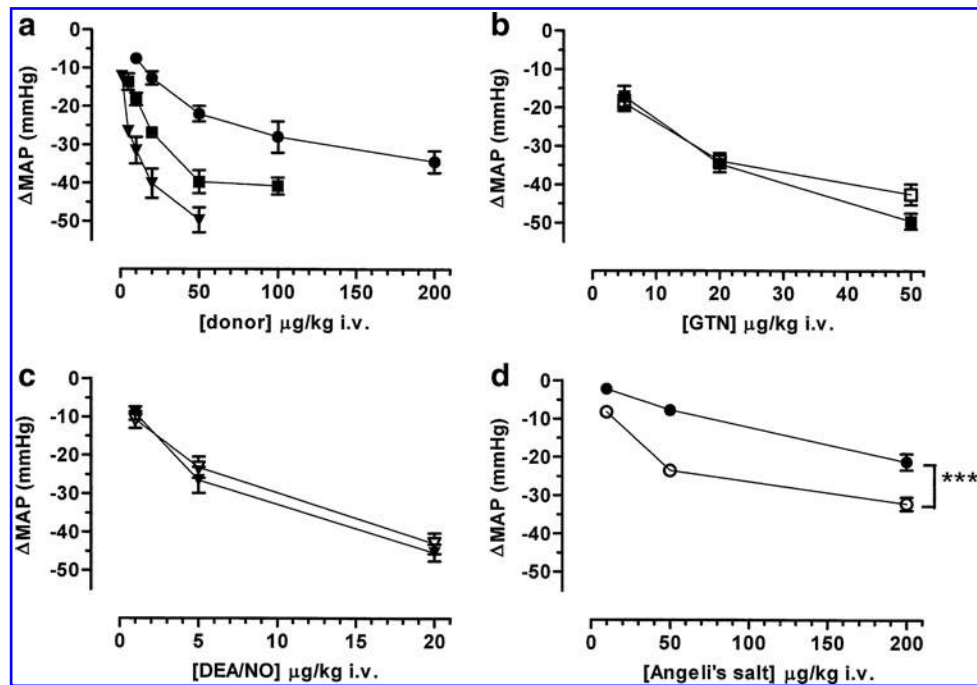 a
0
-10
-20
-30
-40
-50
ΔMAP (mmHg)
0 50 100 150 200
[donor] µg/kg i.v.
b
0
-10
-20
-30
-40
-50
ΔMAP (mmHg)
0 10 20 30 40 50
[GTN] µg/kg i.v.
c
0
-10
-20
-30
-40
-50
ΔMAP (mmHg)
0 5 10 15 20
[DEA/NO] µg/kg i.v.
d
0
-10
-20
-30
-40
-50
ΔMAP (mmHg)
***
0 50 100 150 200
[Angeli's salt] µg/kg i.v.